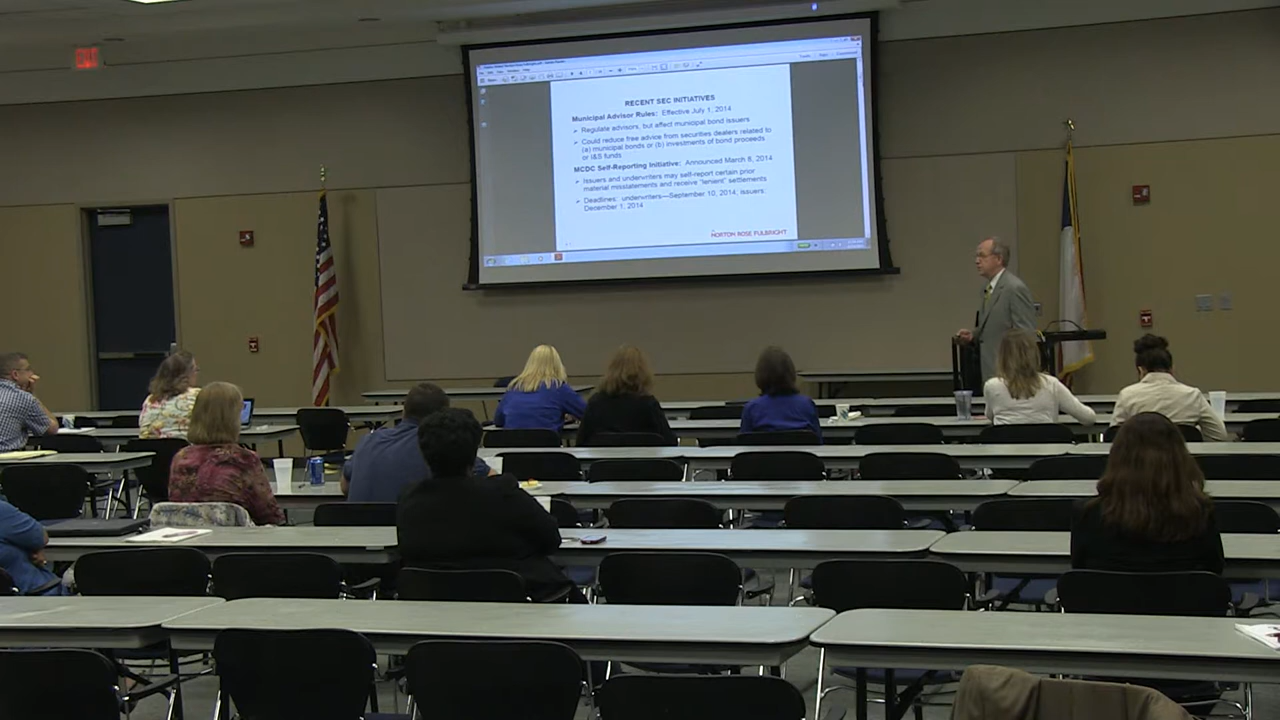 RECENT SEC INITIATIVES
Municipal Advisor Rules: Effective July 1, 2014
➢ Regulate advisors, but affect municipal bond issuers
➢ Could reduce free advice from securities dealers related to
(a) municipal bonds or (b) investments of bond proceeds
or I&S funds
MCDC Self-Reporting Initiative: Announced March 8, 2014
➢ Issuers and underwriters may self-report certain prior
material misstatements and receive "lenient" settlements
➢ Deadlines: underwriters—September 10, 2014; issuers:
December 1, 2014
NORTON ROSE FULBRIGHT